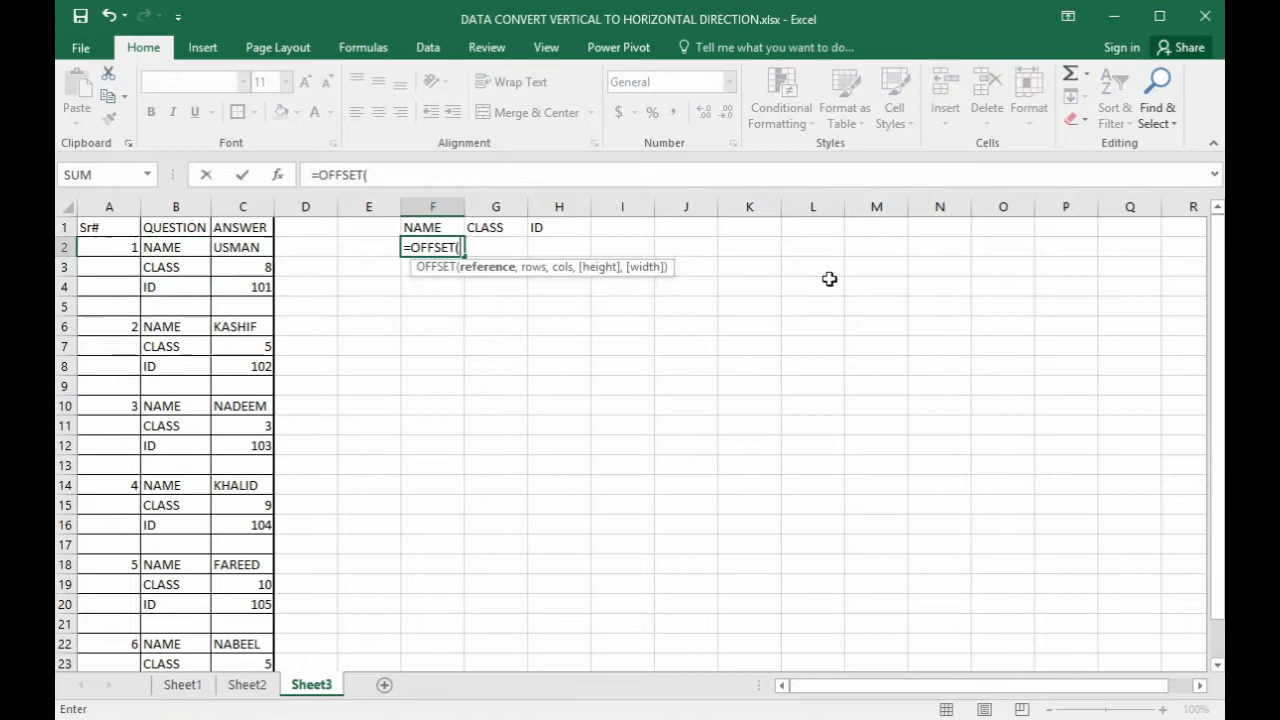 DATA CONVERT VERTICAL TO HORIZONTAL DIRECTION.xlsx - Excel
File Home Insert Page Layout Formulas Data Review View Power Pivot Tell me what you want to do... Sign in Share
Paste
11
B I U
Wrap Text
Merge & Center
General
$ % ,
Conditional Formatting
Format as Table
Cell Styles
Insert Delete Format
Sort & Filter
Find & Select
Clipboard Font Alignment Number Styles Cells Editing
SUM fx =OFFSET(
A B C D E F G H I J K L M N O P Q R
1 Sr# QUESTION ANSWER NAME CLASS ID
2 1 NAME USMAN =OFFSET(
3 CLASS 8 OFFSET(reference, rows, cols, [height], [width])
4 ID 101
5
6 2 NAME KASHIF
7 CLASS 5
8 ID 102
9
10 3 NAME NADEEM
11 CLASS 3
12 ID 103
13
14 4 NAME KHALID
15 CLASS 9
16 ID 104
17
18 5 NAME FAREED
19 CLASS 10
20 ID 105
21
22 6 NAME NABEEL
23 CLASS 5
Sheet1 Sheet2 Sheet3
Enter 100%